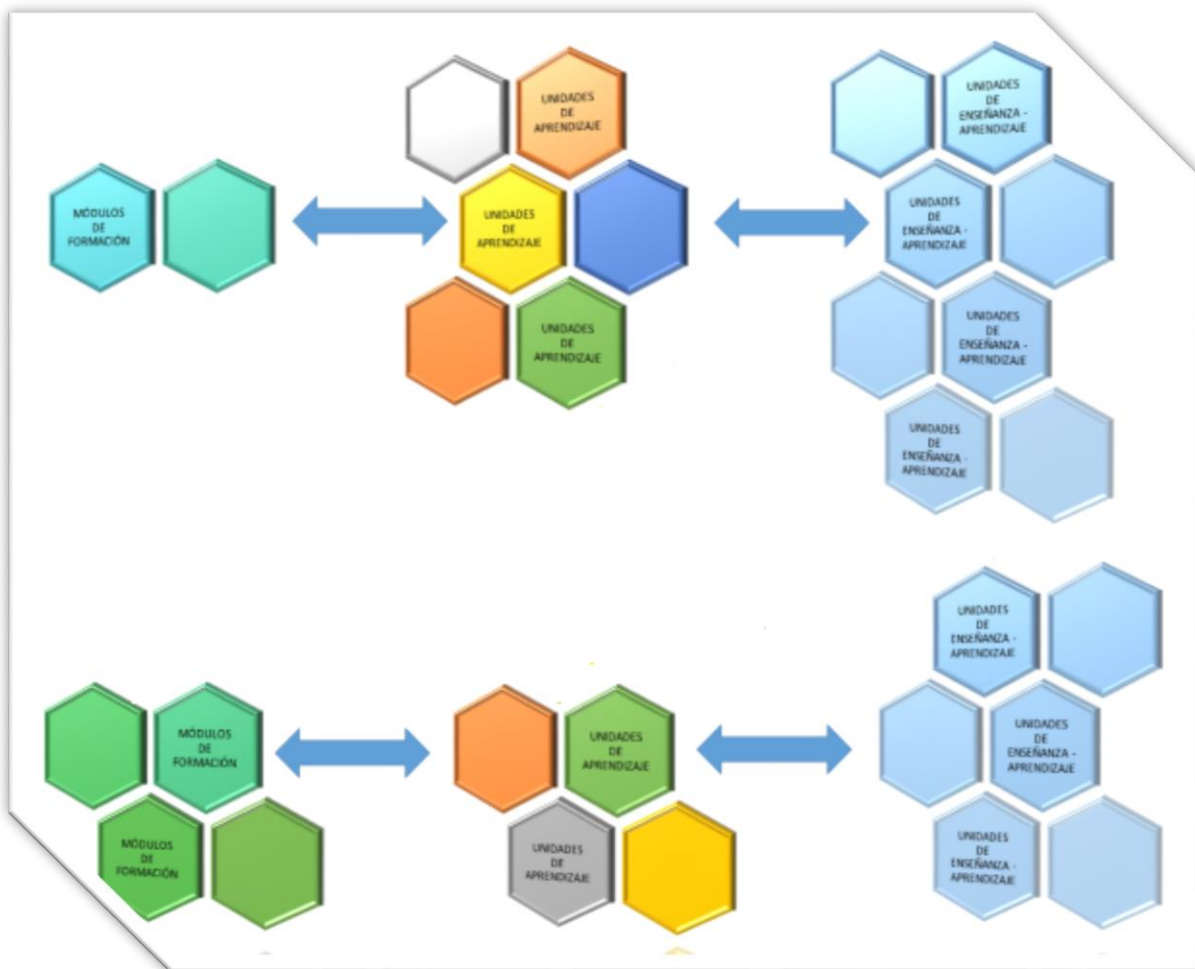 UNIDADES
DE
APRENDIZAJE
UNIDADES
DE
ENSEÑANZA -
APRENDIZAJE
MÓDULOS
DE
FORMACIÓN
UNIDADES
DE
APRENDIZAJE
UNIDADES
DE
ENSEÑANZA -
APRENDIZAJE
UNIDADES
DE
APRENDIZAJE
UNIDADES
DE
ENSEÑANZA -
APRENDIZAJE
UNIDADES
DE
ENSEÑANZA -
APRENDIZAJE
UNIDADES
DE
ENSEÑANZA -
APRENDIZAJE
MÓDULOS
DE
FORMACIÓN
UNIDADES
DE
APRENDIZAJE
UNIDADES
DE
ENSEÑANZA -
APRENDIZAJE
MÓDULOS
DE
FORMACIÓN
UNIDADES
DE
APRENDIZAJE
UNIDADES
DE
ENSEÑANZA -
APRENDIZAJE